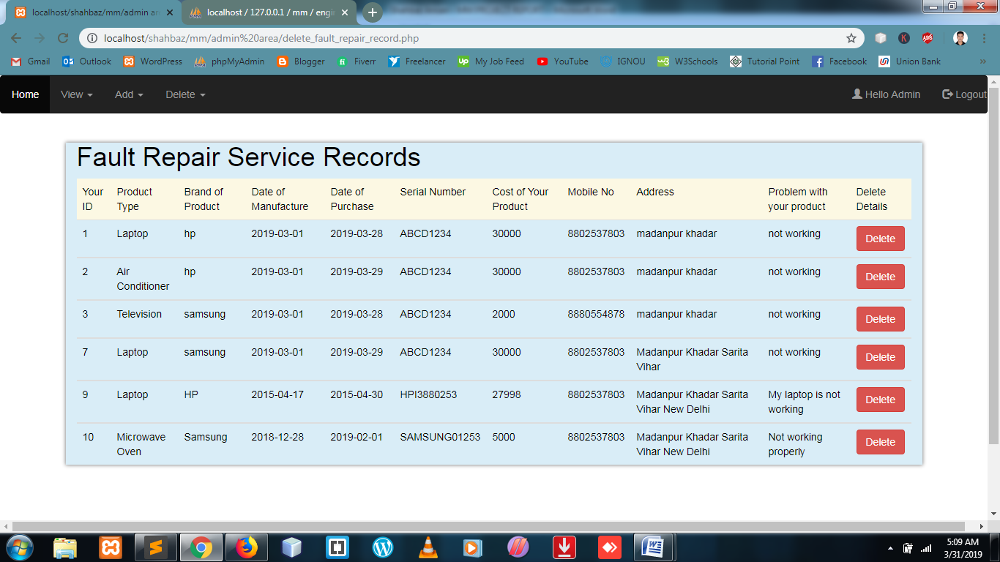 localhost/shahbaz/mm/admin ar
localhost / 127.0.0.1 / mm / engi
localhost/shahbaz/mm/admin%20area/delete_fault_repair_record.php
Gmail Outlook WordPress phpMyAdmin Blogger Fiverr Freelancer My Job Feed YouTube IGNOU W3Schools Tutorial Point Facebook Union Bank »
Home View Add Delete Hello Admin Logout
Fault Repair Service Records
Your ID Product Type Brand of Product Date of Manufacture Date of Purchase Serial Number Cost of Your Product Mobile No Address Problem with your product Delete Details
1 Laptop hp 2019-03-01 2019-03-28 ABCD1234 30000 8802537803 madanpur khadar not working Delete
2 Air Conditioner hp 2019-03-01 2019-03-29 ABCD1234 30000 8802537803 madanpur khadar not working Delete
3 Television samsung 2019-03-01 2019-03-28 ABCD1234 2000 8880554878 madanpur khadar not working Delete
7 Laptop samsung 2019-03-01 2019-03-29 ABCD1234 30000 8802537803 Madanpur Khadar Sarita Vihar not working Delete
9 Laptop HP 2015-04-17 2015-04-30 HPI3880253 27998 8802537803 Madanpur Khadar Sarita Vihar New Delhi My laptop is not working Delete
10 Microwave Oven Samsung 2018-12-28 2019-02-01 SAMSUNG01253 5000 8802537803 Madanpur Khadar Sarita Vihar New Delhi Not working properly Delete
5:09 AM
3/31/2019